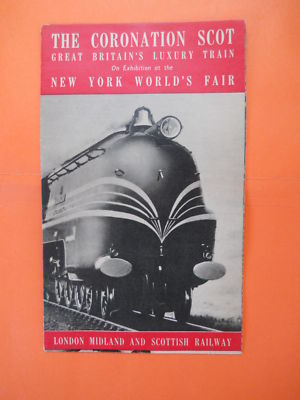 THE CORONATION SCOT
GREAT BRITAIN'S LUXURY TRAIN
On Exhibition at the
NEW YORK WORLD'S FAIR
LONDON MIDLAND AND SCOTTISH RAILWAY